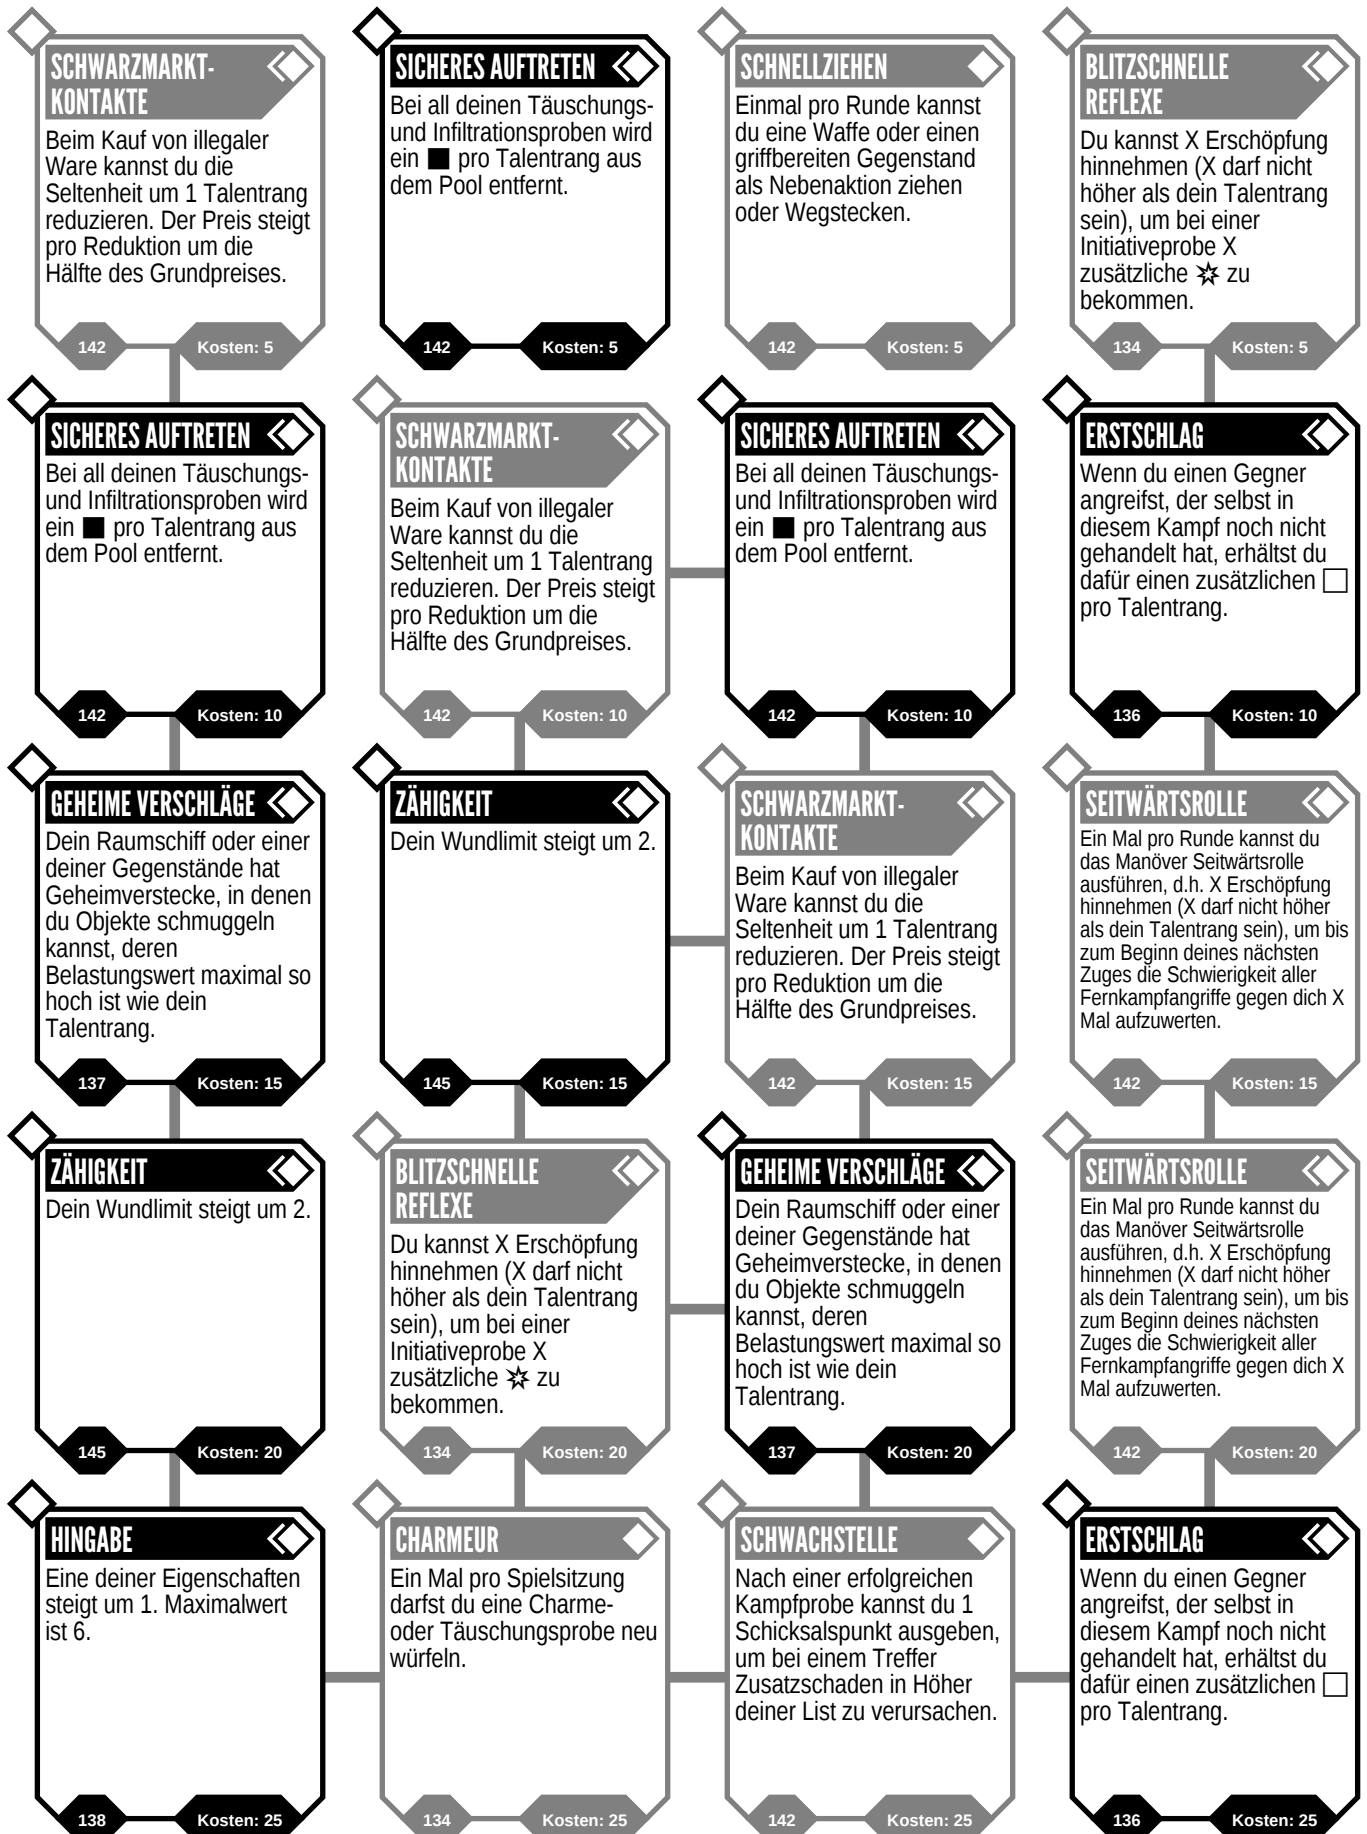 SCHWARZMARKT-
KONTAKTE
Beim Kauf von illegaler
Ware kannst du die
Seltenheit um 1 Talentrang
reduzieren. Der Preis steigt
pro Reduktion um die
Hälfte des Grundpreises.
142
Kosten: 5
SICHERES AUFTRETEN
Bei all deinen Täuschungs-
und Infiltrationsproben wird
ein ■ pro Talentrang aus
dem Pool entfernt.
142
Kosten: 5
SCHNELLZIEHEN
Einmal pro Runde kannst
du eine Waffe oder einen
griffbereiten Gegenstand
als Nebenaktion ziehen
oder Wegstecken.
142
Kosten: 5
BLITZSCHNELLE
REFLEXE
Du kannst X Erschöpfung
hinnehmen (X darf nicht
höher als dein Talentrang
sein), um bei einer
Initiativeprobe X
zusätzliche zu
bekommen.
134
Kosten: 5
SICHERES AUFTRETEN
Bei all deinen Täuschungs-
und Infiltrationsproben wird
ein ■ pro Talentrang aus
dem Pool entfernt.
142
Kosten: 10
SCHWARZMARKT-
KONTAKTE
Beim Kauf von illegaler
Ware kannst du die
Seltenheit um 1 Talentrang
reduzieren. Der Preis steigt
pro Reduktion um die
Hälfte des Grundpreises.
142
Kosten: 10
SICHERES AUFTRETEN
Bei all deinen Täuschungs-
und Infiltrationsproben wird
ein ■ pro Talentrang aus
dem Pool entfernt.
142
Kosten: 10
ERSTSCHLAG
Wenn du einen Gegner
angreifst, der selbst in
diesem Kampf noch nicht
gehandelt hat, erhältst du
dafür einen zusätzlichen □
pro Talentrang.
136
Kosten: 10
GEHEIME VERSCHLÄGE
Dein Raumschiff oder einer
deiner Gegenstände hat
Geheimverstecke, in denen
du Objekte schmuggeln
kannst, deren
Belastungswert maximal so
hoch ist wie dein
Talentrang.
137
Kosten: 15
ZÄHIGKEIT
Dein Wundlimit steigt um 2.
145
Kosten: 15
SCHWARZMARKT-
KONTAKTE
Beim Kauf von illegaler
Ware kannst du die
Seltenheit um 1 Talentrang
reduzieren. Der Preis steigt
pro Reduktion um die
Hälfte des Grundpreises.
142
Kosten: 15
SEITWÄRTSROLLE
Ein Mal pro Runde kannst du
das Manöver Seitwärtsrolle
ausführen, d.h. X Erschöpfung
hinnehmen (X darf nicht höher
als dein Talentrang sein), um bis
zum Beginn deines nächsten
Zuges die Schwierigkeit aller
Fernkampfangriffe gegen dich X
Mal aufzuwerten.
142
Kosten: 15
ZÄHIGKEIT
Dein Wundlimit steigt um 2.
145
Kosten: 20
BLITZSCHNELLE
REFLEXE
Du kannst X Erschöpfung
hinnehmen (X darf nicht
höher als dein Talentrang
sein), um bei einer
Initiativeprobe X
zusätzliche zu
bekommen.
134
Kosten: 20
GEHEIME VERSCHLÄGE
Dein Raumschiff oder einer
deiner Gegenstände hat
Geheimverstecke, in denen
du Objekte schmuggeln
kannst, deren
Belastungswert maximal so
hoch ist wie dein
Talentrang.
137
Kosten: 20
SEITWÄRTSROLLE
Ein Mal pro Runde kannst du
das Manöver Seitwärtsrolle
ausführen, d.h. X Erschöpfung
hinnehmen (X darf nicht höher
als dein Talentrang sein), um bis
zum Beginn deines nächsten
Zuges die Schwierigkeit aller
Fernkampfangriffe gegen dich X
Mal aufzuwerten.
142
Kosten: 20
HINGABE
Eine deiner Eigenschaften
steigt um 1. Maximalwert
ist 6.
138
Kosten: 25
CHARMEUR
Ein Mal pro Spielsitzung
darfst du eine Charme-
oder Täuschungsprobe neu
würfeln.
134
Kosten: 25
SCHWACHSTELLE
Nach einer erfolgreichen
Kampfprobe kannst du 1
Schicksalspunkt ausgeben,
um bei einem Treffer
Zusatzschaden in Höher
deiner List zu verursachen.
142
Kosten: 25
ERSTSCHLAG
Wenn du einen Gegner
angreifst, der selbst in
diesem Kampf noch nicht
gehandelt hat, erhältst du
dafür einen zusätzlichen □
pro Talentrang.
136
Kosten: 25